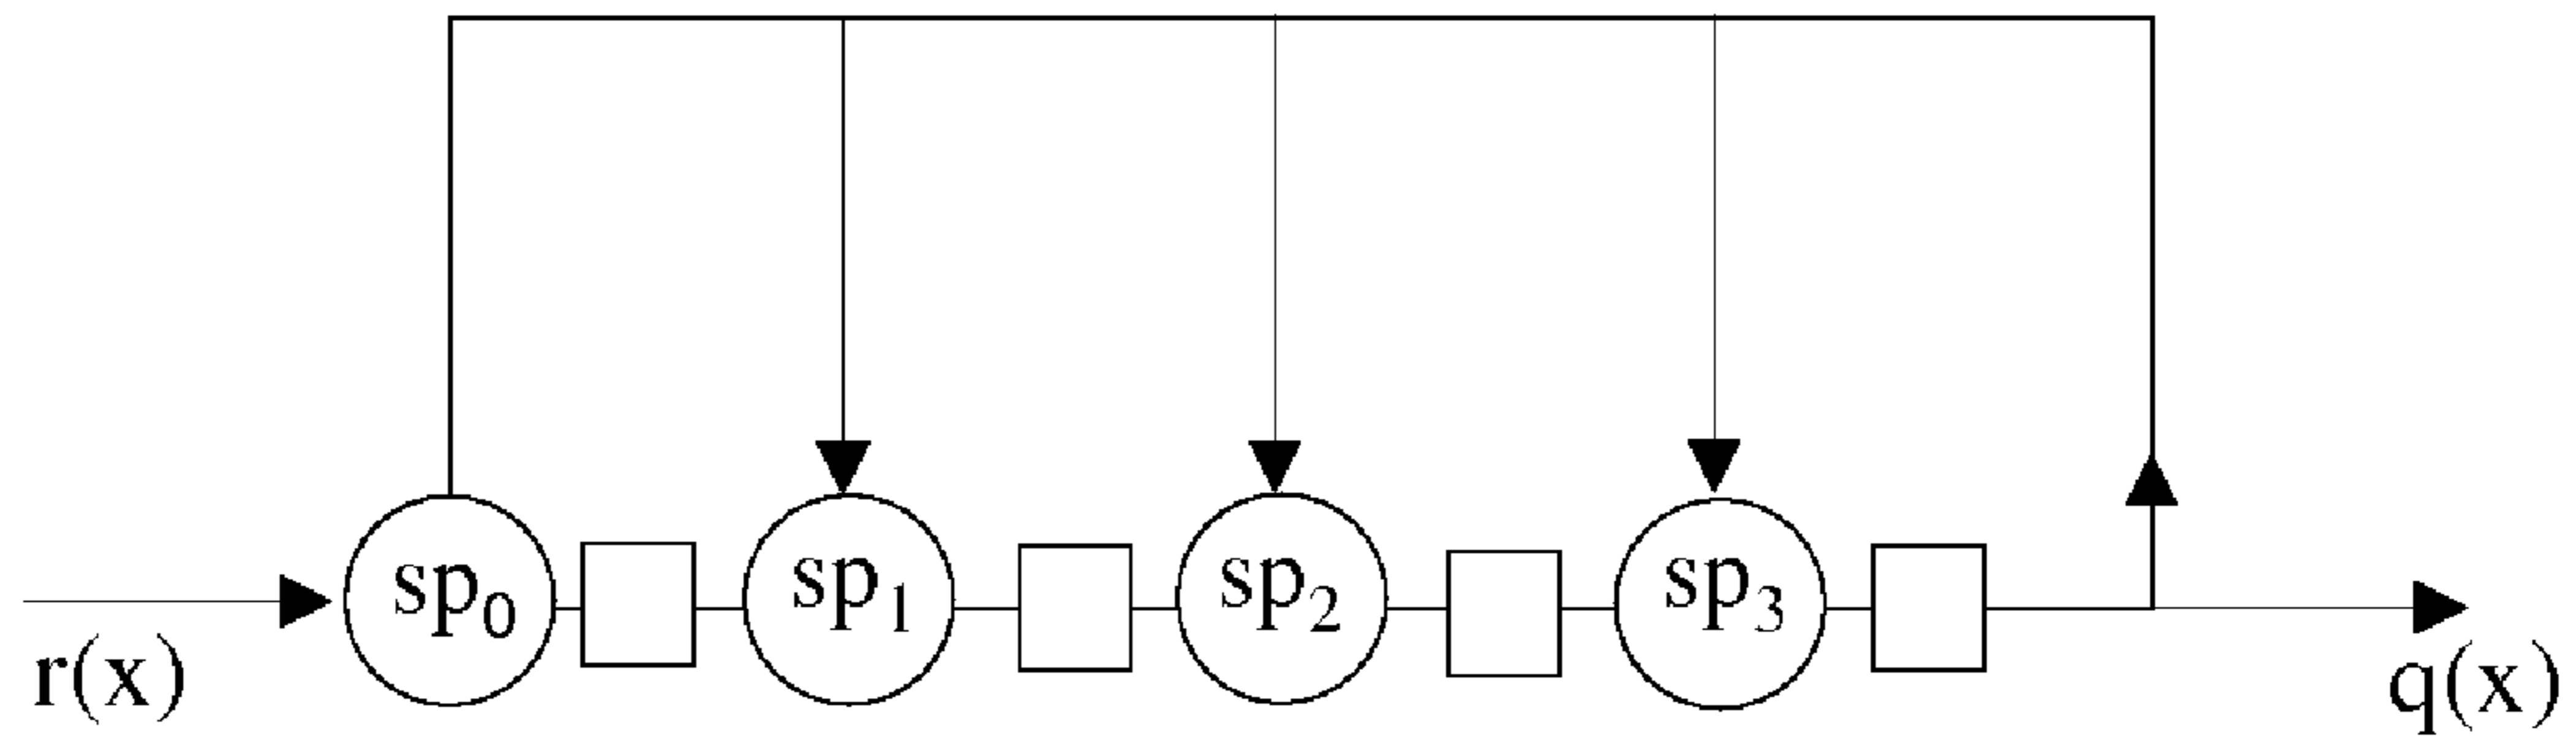 sp₀ sp₁ sp₂ sp₃
r(x) q(x)